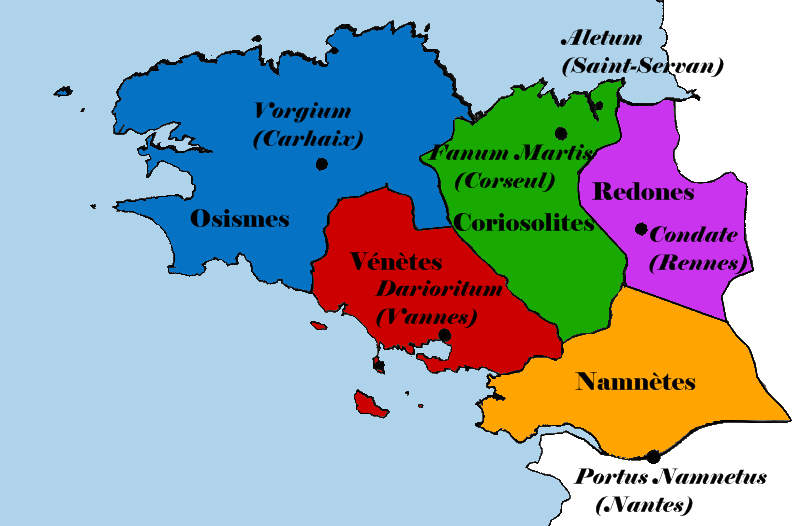 Aletum
(Saint-Servan)
Vorgium
(Carhaix)
Fanum Martis
(Corseul)
Redones
Osismes
Coriosolites
Condate
(Rennes)
Vénètes
Darioritum
(Vannes)
Namnètes
Portus Namnetus
(Nantes)